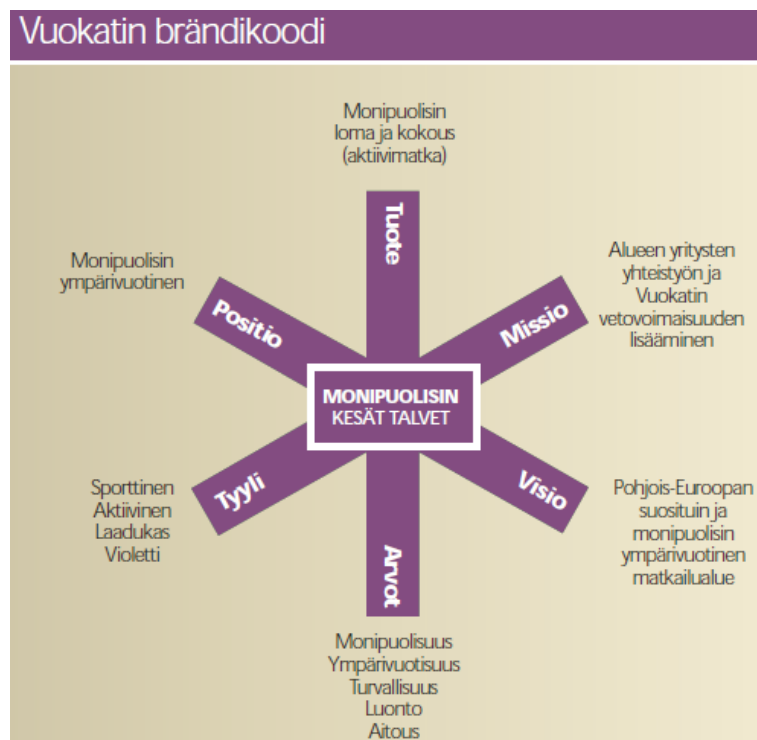 Vuokatin brändikoodi
Monipuolisin
loma ja kokous
(aktiivimatka)
Tuote
Alueen yritysten
yhteistyön ja
Vuokatin
vetovoimaisuuden
lisääminen
Missio
Monipuolisin
ympärivuotinen
Positio
MONIPUOLISIN
KESÄT TALVET
Sporttinen
Aktiivinen
Laadukas
Violetti
Tyyli
Visio
Pohjois-Euroopan
suosituin ja
monipuolisin
ympärivuotinen
matkailualue
Arvot
Monipuolisuus
Ympärivuotisuus
Turvallisuus
Luonto
Aitous